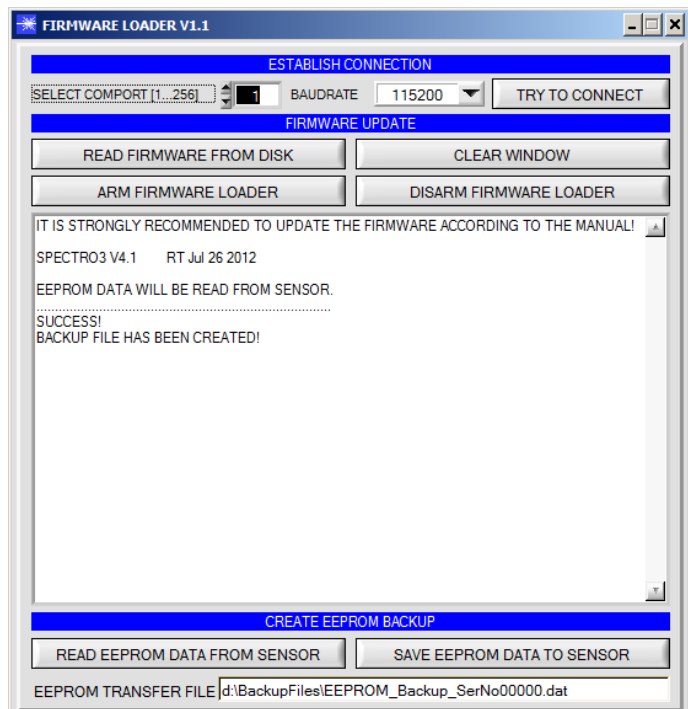 FIRMWARE LOADER V1.1
ESTABLISH CONNECTION
SELECT COMPORT [1...256] 1 BAUDRATE 115200 TRY TO CONNECT
FIRMWARE UPDATE
READ FIRMWARE FROM DISK CLEAR WINDOW
ARM FIRMWARE LOADER DISARM FIRMWARE LOADER
IT IS STRONGLY RECOMMENDED TO UPDATE THE FIRMWARE ACCORDING TO THE MANUAL!
SPECTRO3 V4.1 RT Jul 26 2012
EEPROM DATA WILL BE READ FROM SENSOR.
................................................................................
SUCCESS!
BACKUP FILE HAS BEEN CREATED!
CREATE EEPROM BACKUP
READ EEPROM DATA FROM SENSOR SAVE EEPROM DATA TO SENSOR
EEPROM TRANSFER FILE d:\BackupFiles\EEPROM_Backup_SerNo00000.dat